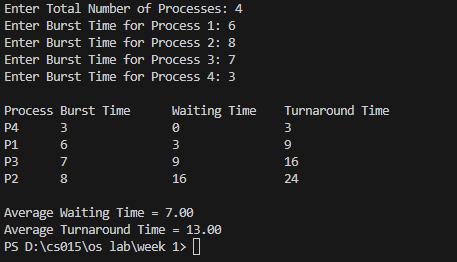 Enter Total Number of Processes: 4
Enter Burst Time for Process 1: 6
Enter Burst Time for Process 2: 8
Enter Burst Time for Process 3: 7
Enter Burst Time for Process 4: 3
Process Burst Time Waiting Time Turnaround Time
P4 3 0 3
P1 6 3 9
P3 7 9 16
P2 8 16 24
Average Waiting Time = 7.00
Average Turnaround Time = 13.00
PS D:\cs015\os lab\week 1>